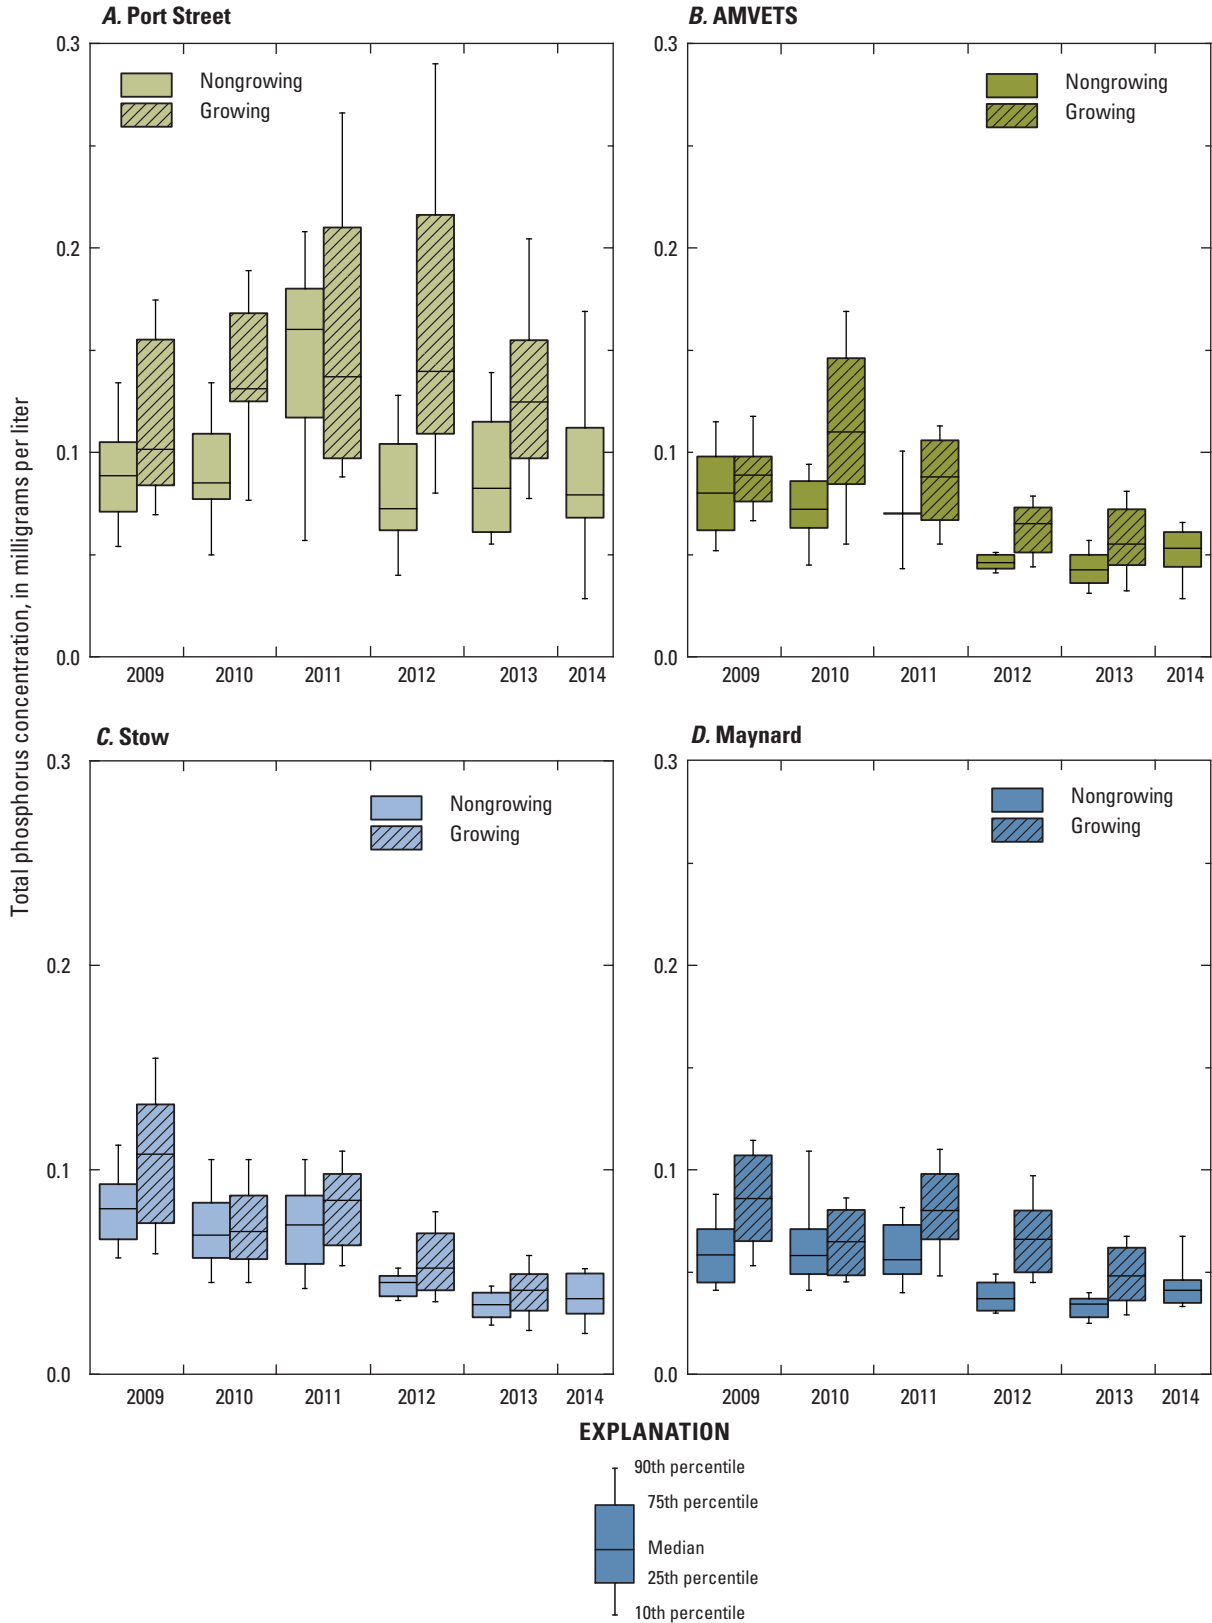 A. Port Street
B. AMVETS
Total phosphorus concentration, in milligrams per liter
0.3
0.2
0.1
0.0
Nongrowing
Growing
2009 2010 2011 2012 2013 2014
0.3
0.2
0.1
0.0
Nongrowing
Growing
2009 2010 2011 2012 2013 2014
C. Stow
D. Maynard
0.3
0.2
0.1
0.0
Nongrowing
Growing
2009 2010 2011 2012 2013 2014
0.3
0.2
0.1
0.0
Nongrowing
Growing
2009 2010 2011 2012 2013 2014
EXPLANATION
90th percentile
75th percentile
Median
25th percentile
10th percentile